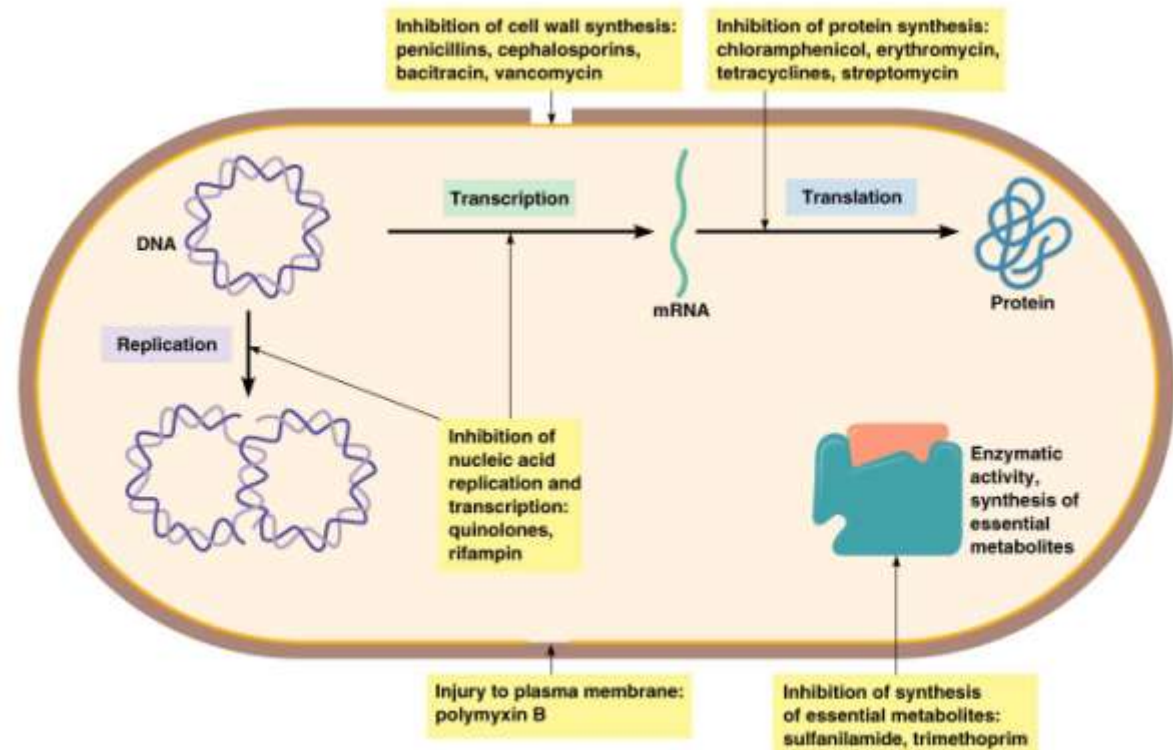 Inhibition of cell wall synthesis:
penicillins, cephalosporins,
bacitracin, vancomycin
Inhibition of protein synthesis:
chloramphenicol, erythromycin,
tetracyclines, streptomycin
DNA
Transcription
mRNA
Translation
Protein
Replication
Inhibition of
nucleic acid
replication and
transcription:
quinolones,
rifampin
Enzymatic
activity,
synthesis of
essential
metabolites
Injury to plasma membrane:
polymyxin B
Inhibition of synthesis
of essential metabolites:
sulfanilamide, trimethoprim